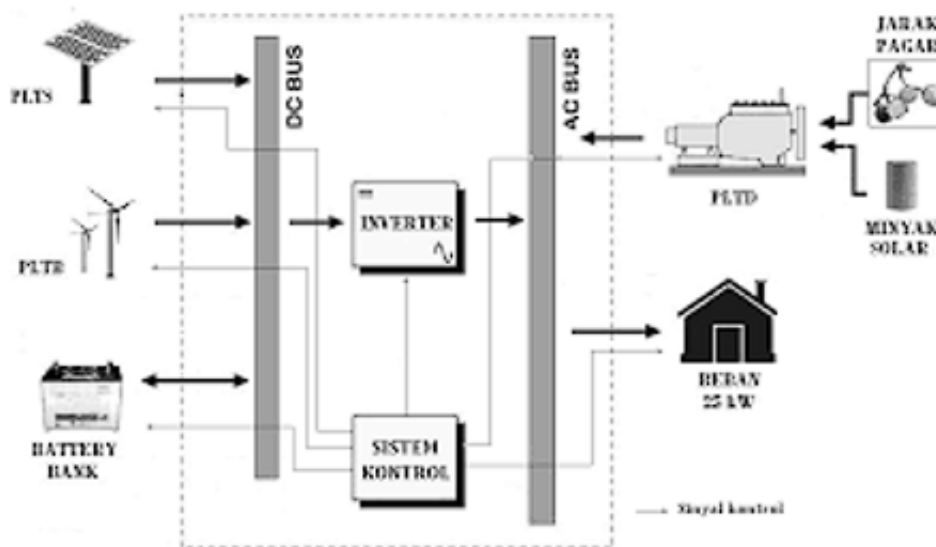 PLTS
PLTB
BATTERY
BANK
DC BUS
INVERTER
SISTEM
KONTROL
AC BUS
JARAK
PAGAR
PLTD
MINYAK
SOLAR
BEBAN
25 kW
Sinyal kontrol